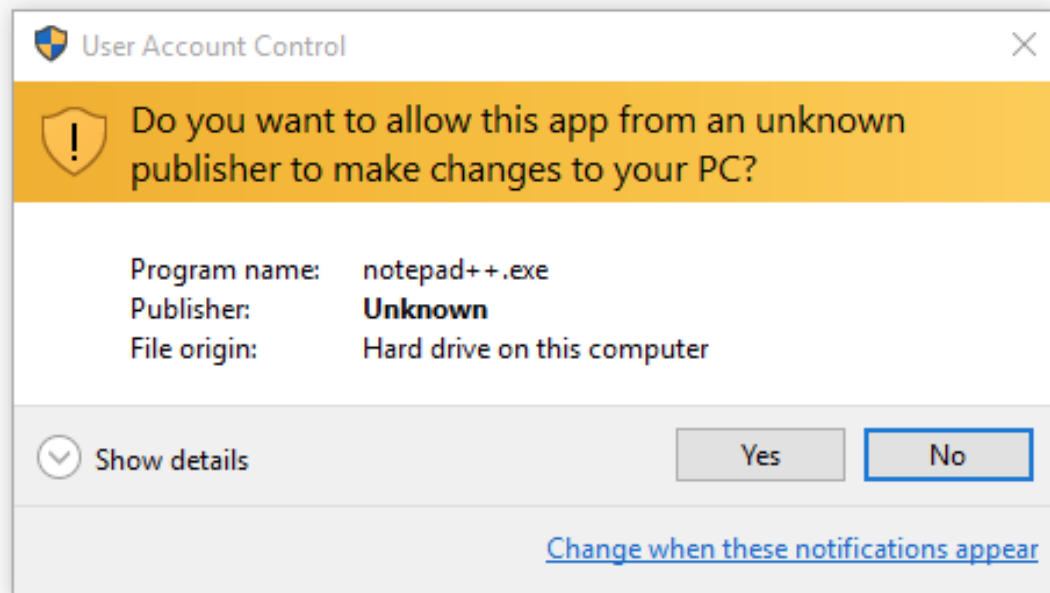 User Account Control
Do you want to allow this app from an unknown
publisher to make changes to your PC?
Program name: notepad++.exe
Publisher: Unknown
File origin: Hard drive on this computer
Show details
Yes
No
Change when these notifications appear